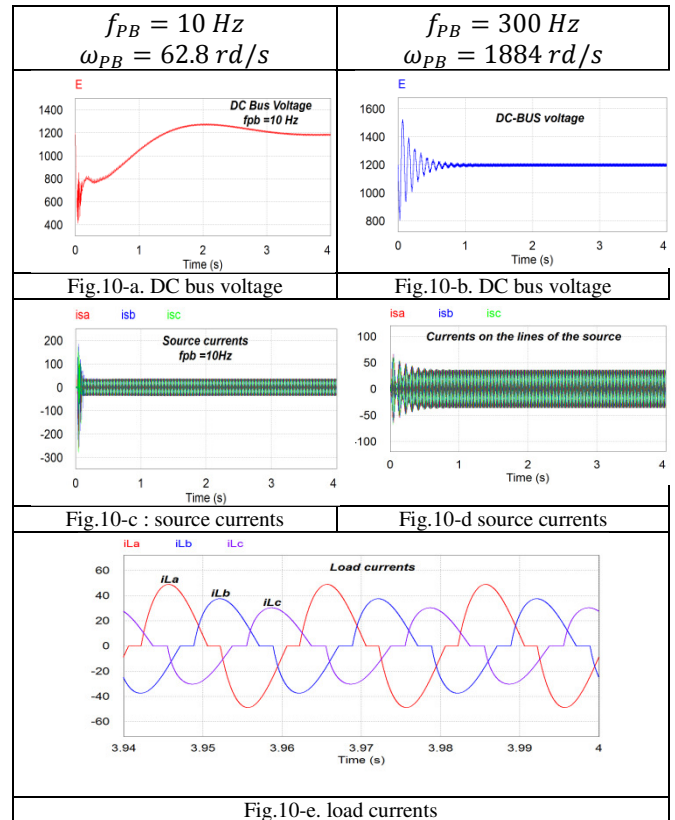 f_PB = 10 Hz
ω_PB = 62.8 rd/s
f_PB = 300 Hz
ω_PB = 1884 rd/s
E
DC Bus Voltage
fpb =10 Hz
1400
1200
1000
800
600
400
0 1 2 3 4
Time (s)
Fig.10-a. DC bus voltage
E
DC-BUS voltage
1600
1400
1200
1000
800
0 1 2 3 4
Time (s)
Fig.10-b. DC bus voltage
isa isb isc
Source currents
fpb =10Hz
200
100
0
-100
-200
-300
0 1 2 3 4
Time (s)
Fig.10-c : source currents
isa isb isc
Currents on the lines of the source
100
50
0
-50
-100
0 1 2 3 4
Time (s)
Fig.10-d source currents
iLa iLb iLc
Load currents
iLa iLb iLc
60
40
20
0
-20
-40
-60
3.94 3.95 3.96 3.97 3.98 3.99 4
Time (s)
Fig.10-e. load currents